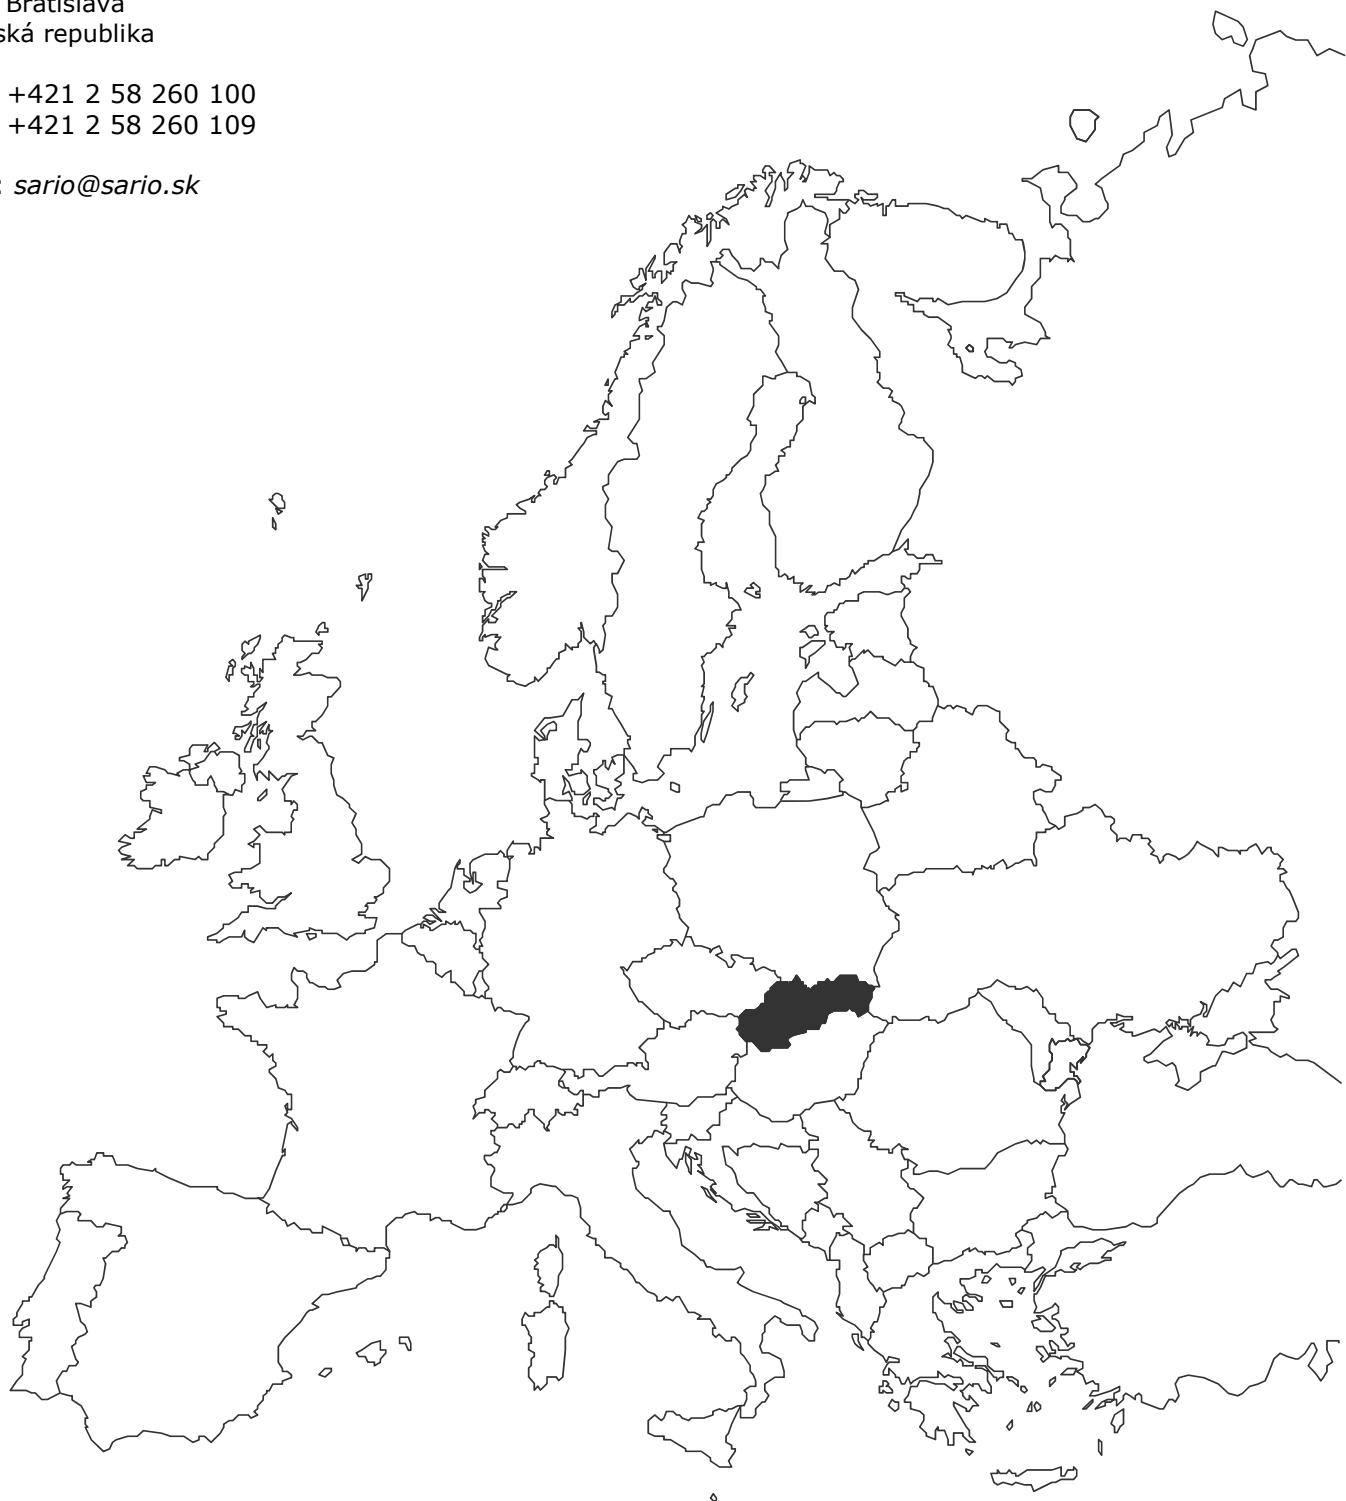 Bratislava
ská republika
+421 2 58 260 100
+421 2 58 260 109
: sario@sario.sk